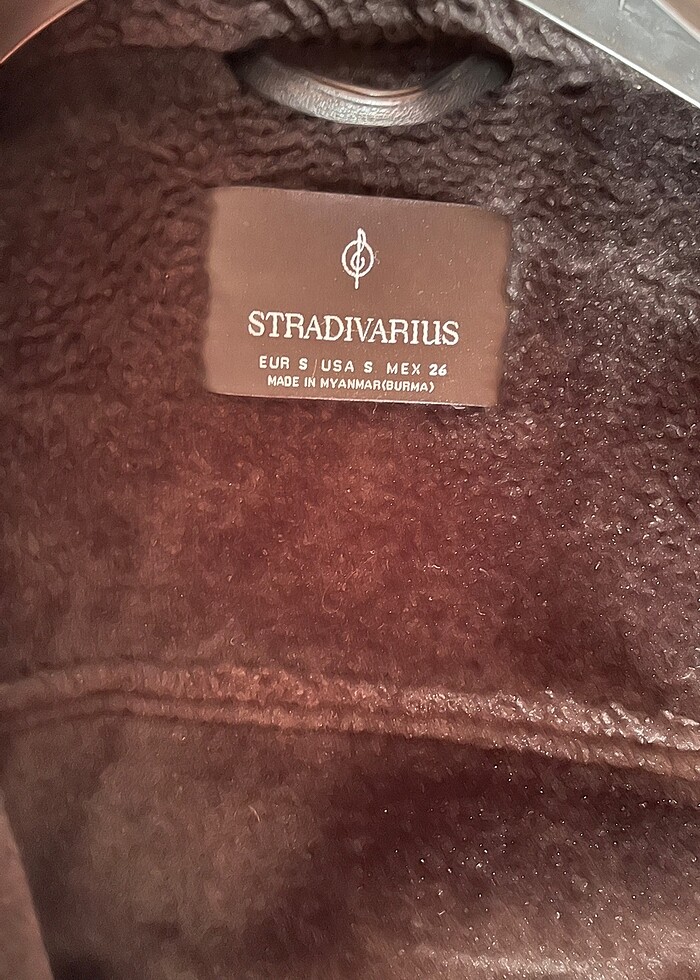 STRADIVARIUS
EUR S USA S MEX 26
MADE IN MYANMAR(BURMA)